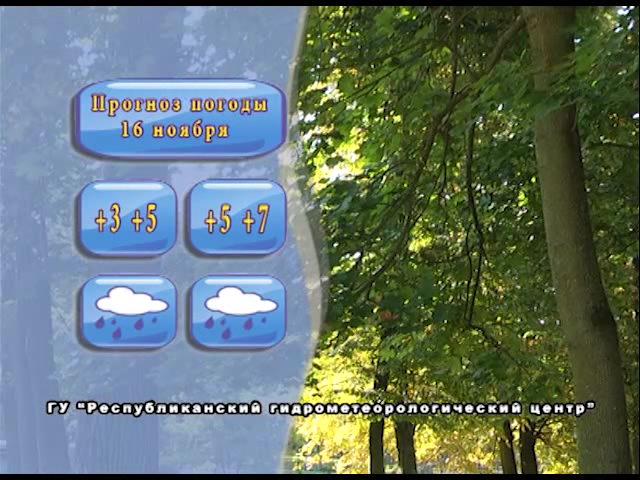 Прогноз погоды
16 ноября
+3 +5
+5 +7
ГУ "Республиканский гидрометеорологический центр"